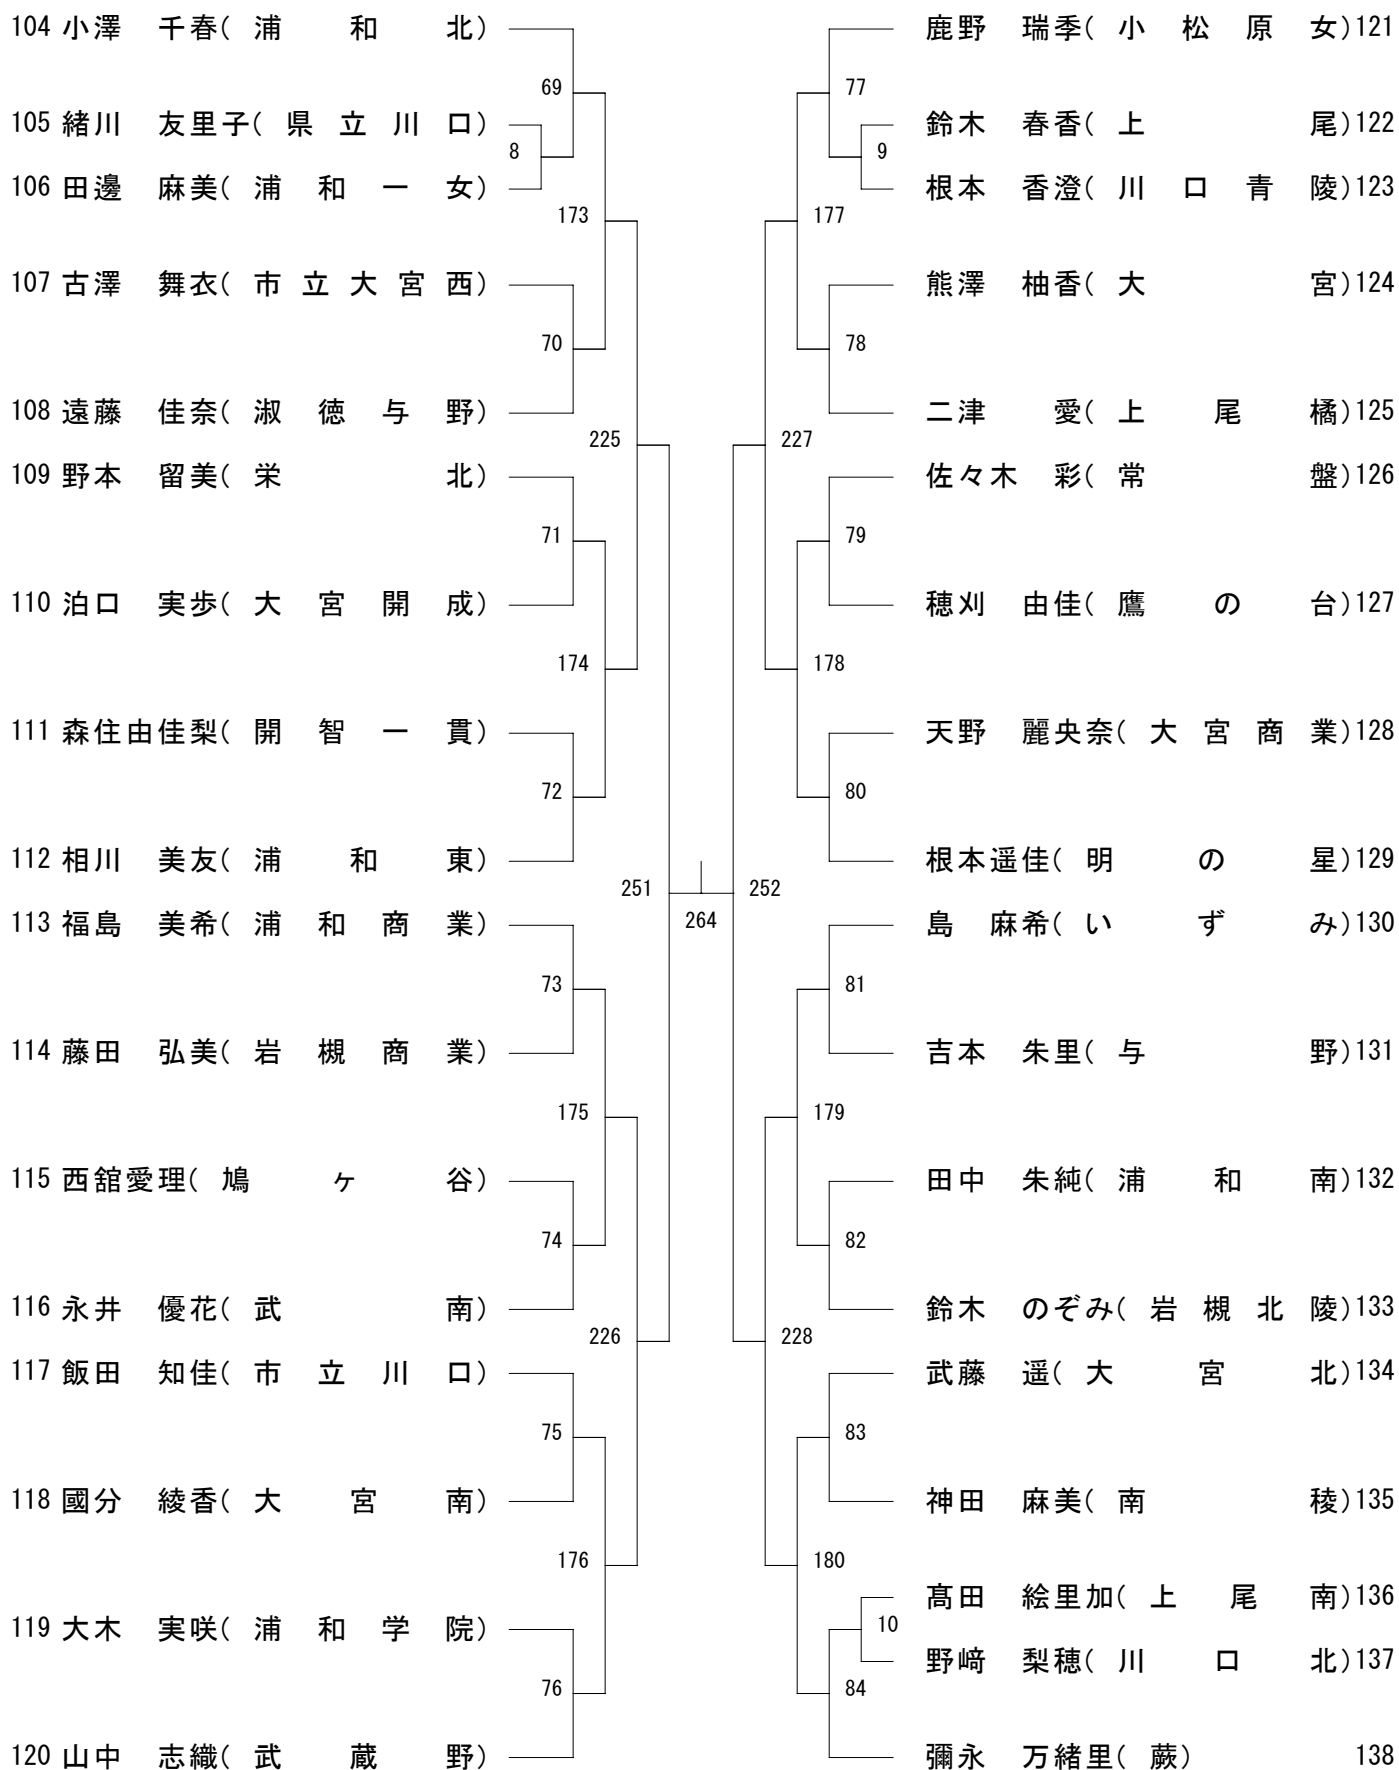 104 小澤 千春( 浦 和 北)
69
105 緒川 友里子( 県 立 川 口)
8
106 田邊 麻美( 浦 和 一 女)
173
107 古澤 舞衣( 市 立 大 宮 西)
70
108 遠藤 佳奈( 淑 徳 与 野)
225
109 野本 留美( 栄 北)
71
110 泊口 実歩( 大 宮 開 成)
174
111 森住由佳梨( 開 智 一 貫)
72
112 相川 美友( 浦 和 東)
251
113 福島 美希( 浦 和 商 業)
73
114 藤田 弘美( 岩 槻 商 業)
175
115 西舘愛理( 鳩 ヶ 谷)
74
116 永井 優花( 武 南)
226
117 飯田 知佳( 市 立 川 口)
75
118 國分 綾香( 大 宮 南)
176
119 大木 実咲( 浦 和 学 院)
76
120 山中 志織( 武 蔵 野)
264
鹿野 瑞季( 小 松 原 女)121
77
鈴木 春香( 上 尾)122
9
根本 香澄( 川 口 青 陵)123
177
熊澤 柚香( 大 宮)124
78
二津 愛( 上 尾 橘)125
227
佐々木 彩( 常 盤)126
79
穂刈 由佳( 鷹 の 台)127
178
天野 麗央奈( 大 宮 商 業)128
80
根本遥佳( 明 の 星)129
252
島 麻希( い ず み)130
81
吉本 朱里( 与 野)131
179
田中 朱純( 浦 和 南)132
82
鈴木 のぞみ( 岩 槻 北 陵)133
228
武藤 遥( 大 宮 北)134
83
神田 麻美( 南 稜)135
180
髙田 絵里加( 上 尾 南)136
10
野﨑 梨穂( 川 口 北)137
84
彌永 万緒里( 蕨) 138